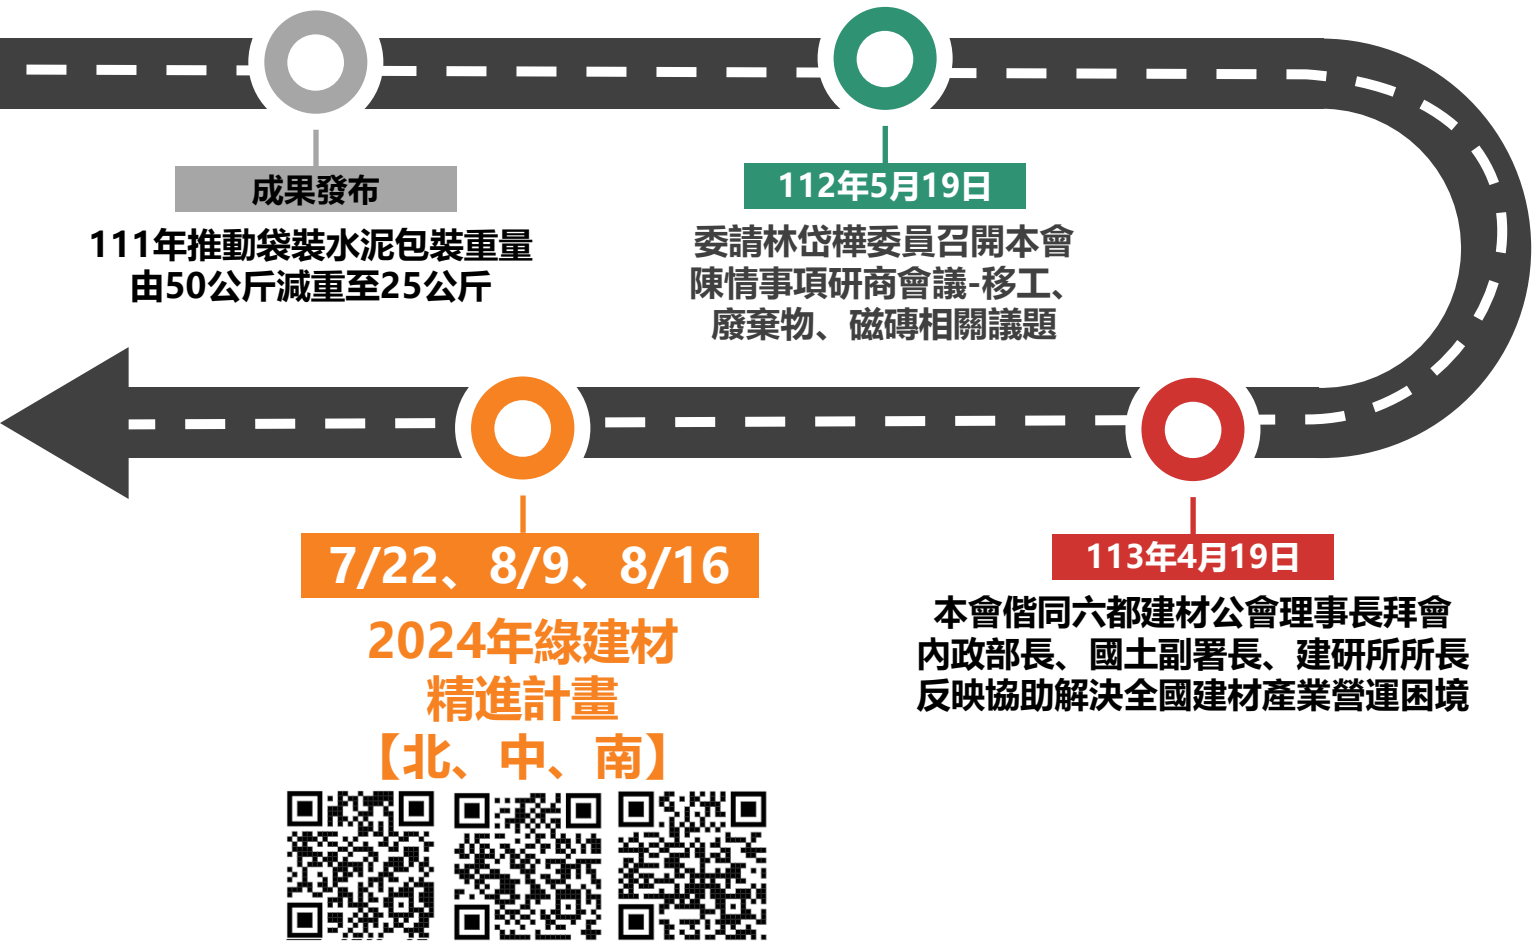 成果發布
111年推動袋裝水泥包裝重量
由50公斤減重至25公斤
112年5月19日
委請林岱樺委員召開本會
陳情事項研商會議-移工、
廢棄物、磁磚相關議題
113年4月19日
本會偕同六都建材公會理事長拜會
內政部長、國土副署長、建研所所長
反映協助解決全國建材產業營運困境
7/22、8/9、8/16
2024年綠建材
精進計畫
【北、中、南】